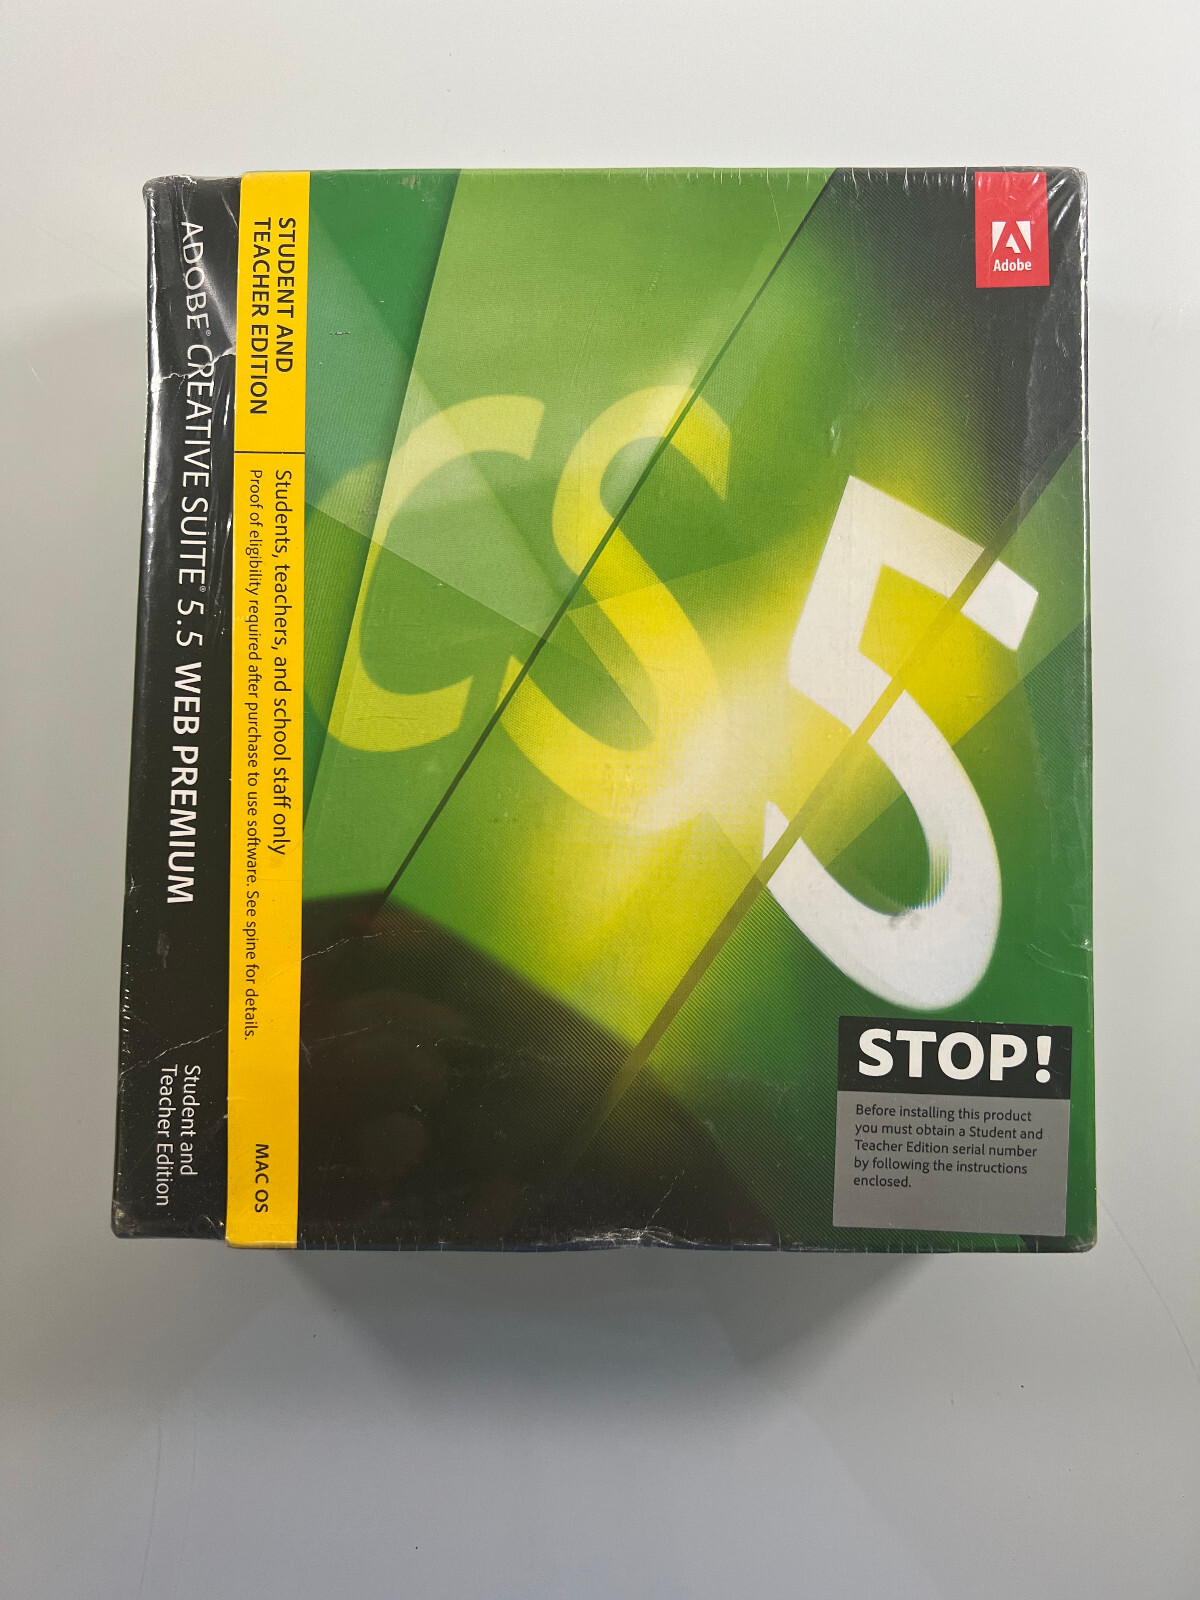 ADOBE® CREATIVE SUITE® 5.5 WEB PREMIUM
Student and
Teacher Edition
STUDENT AND
TEACHER EDITION
Students, teachers, and school staff only
Proof of eligibility required after purchase to use software. See spine for details.
MAC OS
CS5
Adobe
STOP!
Before installing this product
you must obtain a Student and
Teacher Edition serial number
by following the instructions
enclosed.